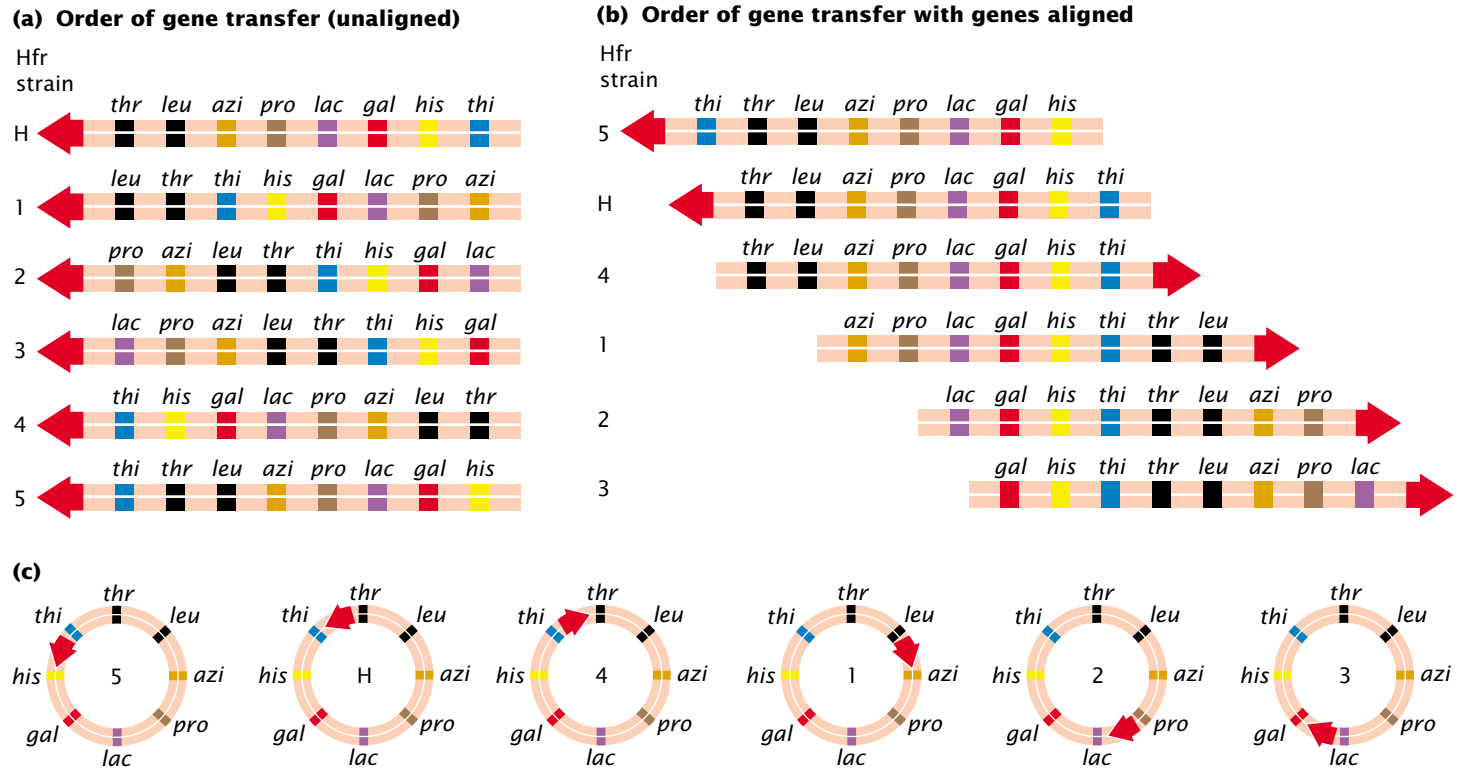 (a) Order of gene transfer (unaligned)
Hfr
strain
thr leu azi pro lac gal his thi
H
leu thr thi his gal lac pro azi
1
pro azi leu thr thi his gal lac
2
lac pro azi leu thr thi his gal
3
thi his gal lac pro azi leu thr
4
thi thr leu azi pro lac gal his
5
(b) Order of gene transfer with genes aligned
Hfr
strain
thi thr leu azi pro lac gal his
5
thr leu azi pro lac gal his thi
H
thr leu azi pro lac gal his thi
4
azi pro lac gal his thi thr leu
1
lac gal his thi thr leu azi pro
2
gal his thi thr leu azi pro lac
3
(c)
thr
thi leu
his 5 azi
gal pro
lac
thr
thi leu
his H azi
gal pro
lac
thr
thi leu
his 4 azi
gal pro
lac
thr
thi leu
his 1 azi
gal pro
lac
thr
thi leu
his 2 azi
gal pro
lac
thr
thi leu
his 3 azi
gal pro
lac